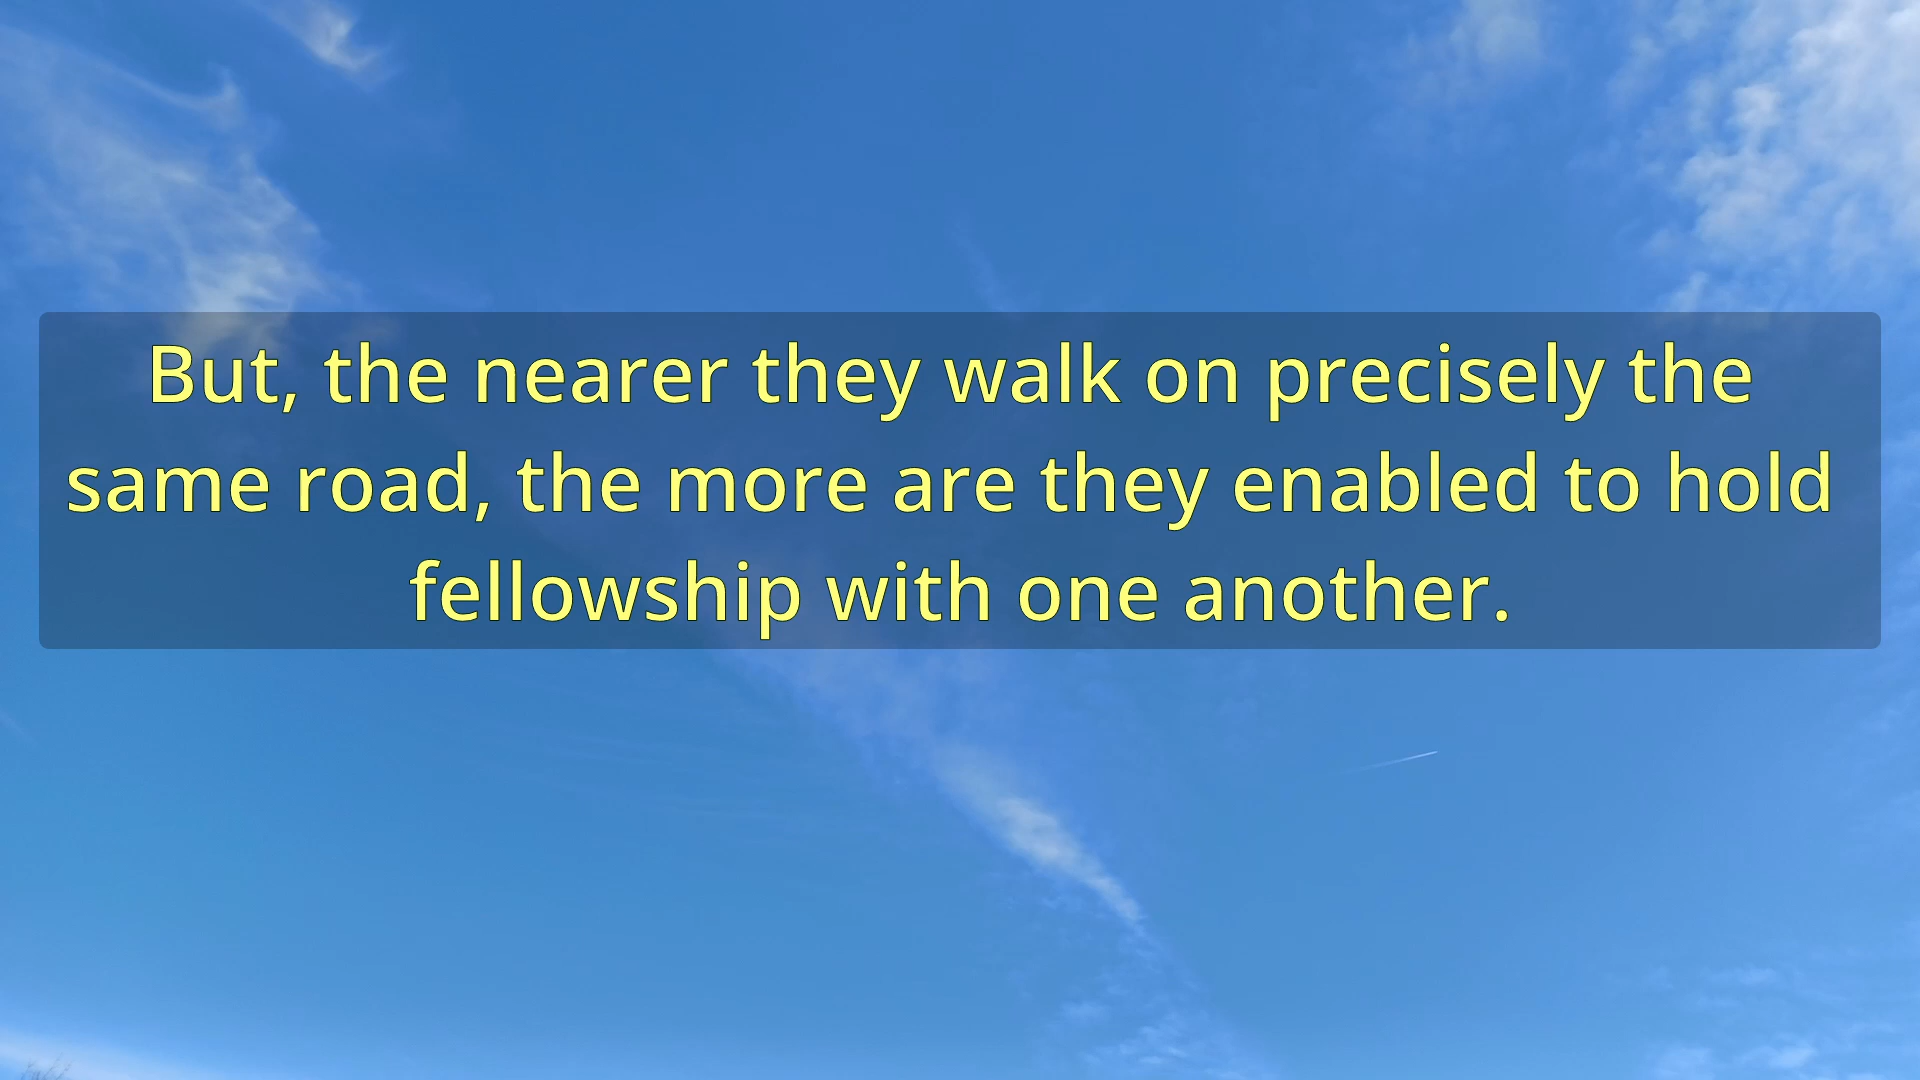 But, the nearer they walk on precisely the
same road, the more are they enabled to hold
fellowship with one another.